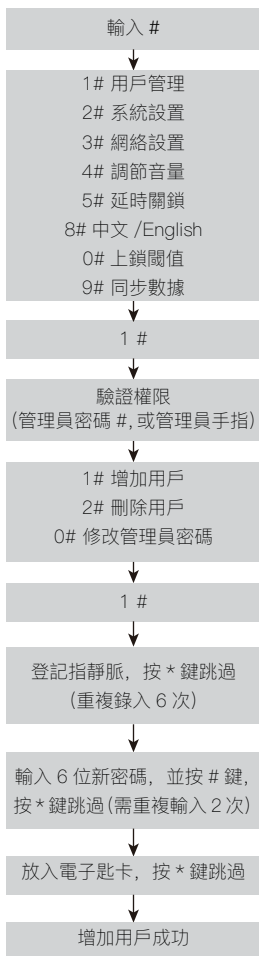 輸入 #
1# 用戶管理
2# 系統設置
3# 網絡設置
4# 調節音量
5# 延時關鎖
8# 中文 /English
0# 上鎖閾值
9# 同步數據
1 #
驗證權限
(管理員密碼 #, 或管理員手指)
1# 增加用戶
2# 刪除用戶
0# 修改管理員密碼
1 #
登記指靜脈，按 * 鍵跳過
(重複錄入 6 次)
輸入 6 位新密碼，並按 # 鍵,
按 * 鍵跳過 (需重複輸入 2 次)
放入電子匙卡，按 * 鍵跳過
增加用戶成功